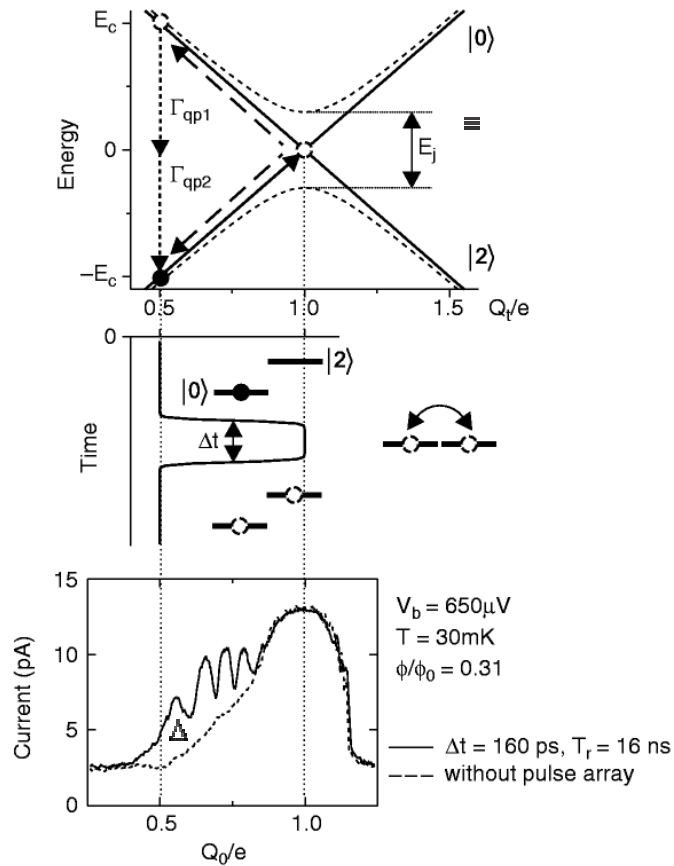 E_c
|0⟩
Γ_qp1
Energy
0
E_j
Γ_qp2
−E_c
|2⟩
0.5
1.0
1.5
Q_t/e
0
|2⟩
|0⟩
Time
Δt
15
10
5
0
Current (pA)
V_b = 650μV
T = 30mK
ϕ/ϕ_0 = 0.31
Δ
Δt = 160 ps, T_r = 16 ns
without pulse array
0.5
1.0
Q_0/e